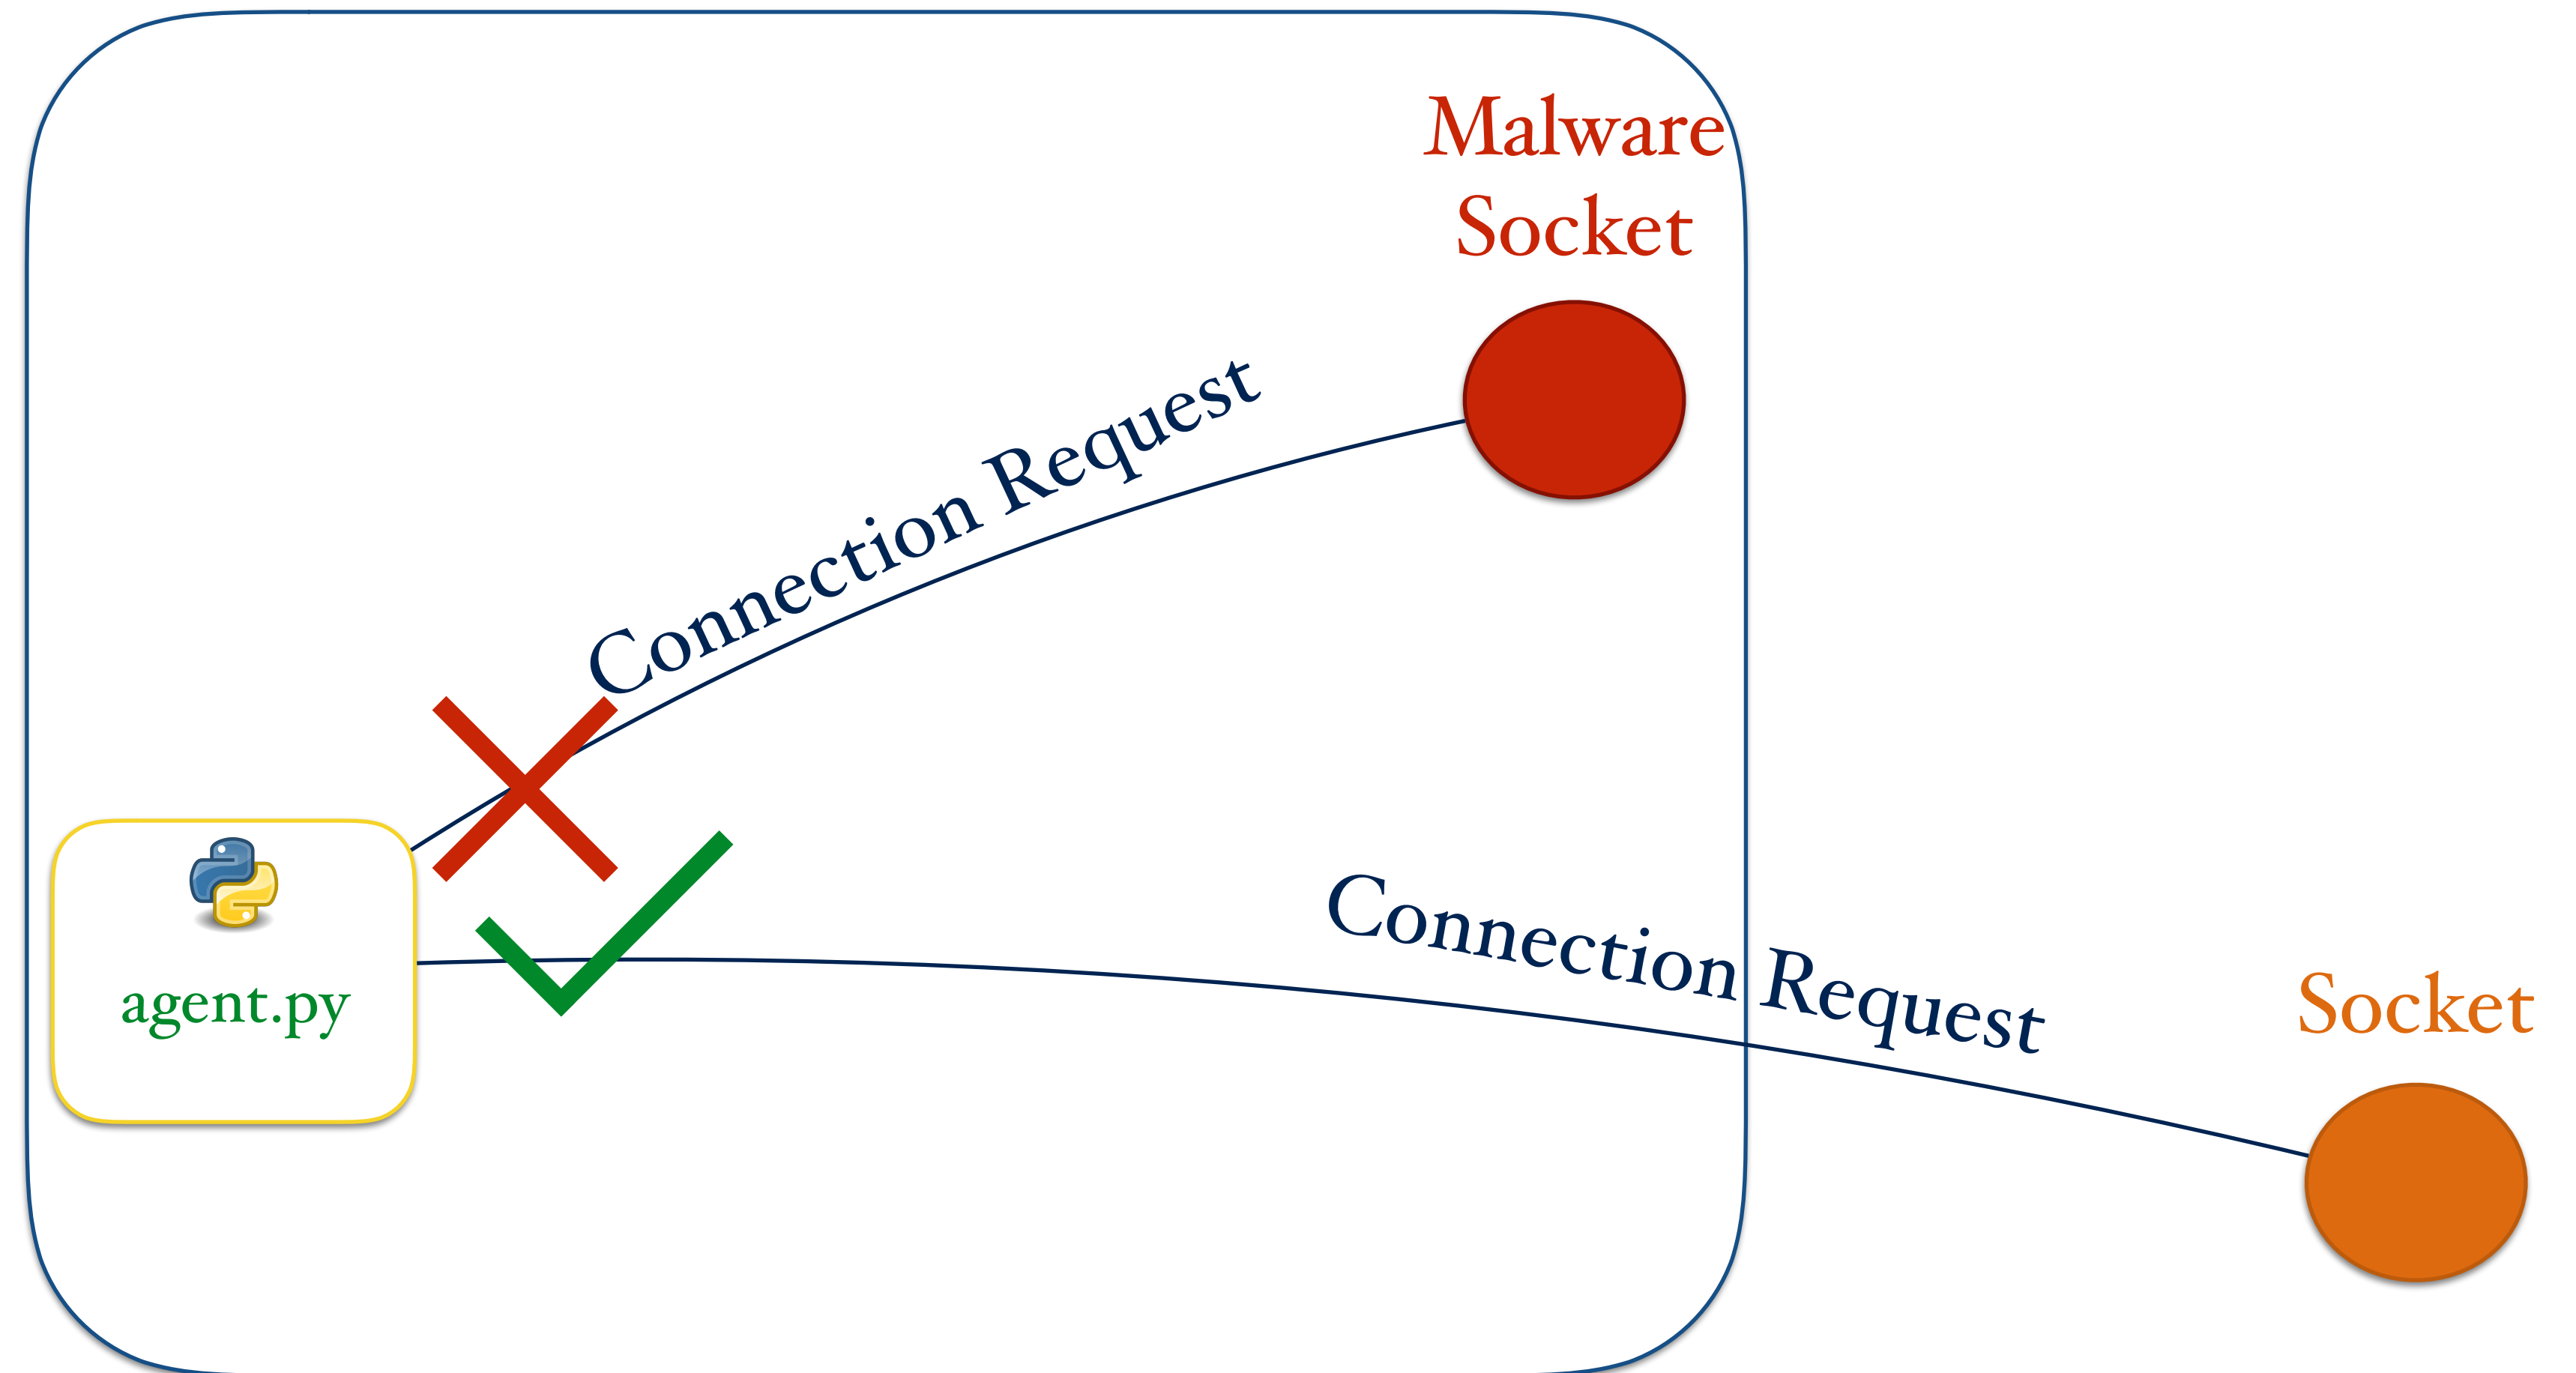 Malware
Socket
Connection Request
agent.py
Connection Request
Socket